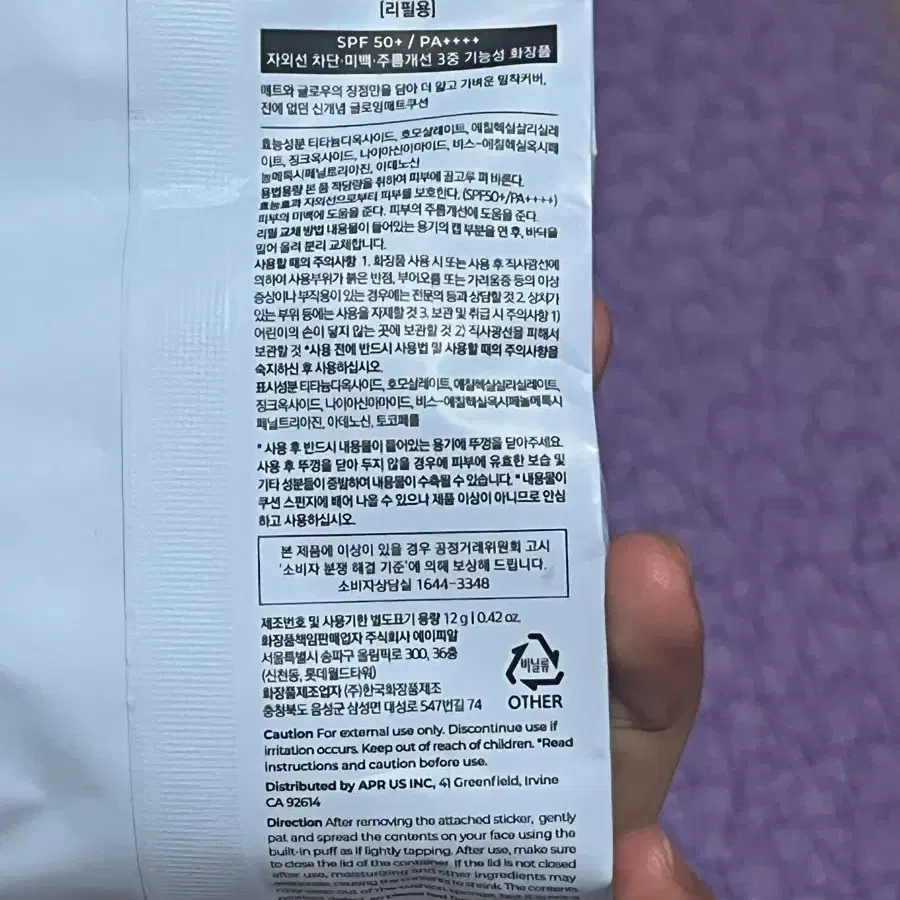 [리필용]
SPF 50+ / PA++++
자외선 차단·미백·주름개선 3중 기능성 화장품
매트와 글로우의 장점만을 담아 더 얇고 가벼운 밀착커버,
전에 없던 신개념 글로잉매트쿠션
효능성분 티타늄디옥사이드, 호모살레이트, 에칠헥실살리실레
이트, 징크옥사이드, 나이아신아마이드, 비스-에칠헥실옥시페
놀메톡시페닐트리아진, 아데노신
용법용량 본 품 적당량을 취하여 피부에 골고루 펴 바른다.
효능효과 자외선으로부터 피부를 보호한다. (SPF50+/PA++++)
피부의 미백에 도움을 준다. 피부의 주름개선에 도움을 준다.
리필 교체 방법 내용물이 들어있는 용기의 캡 부분을 연 후, 바닥을
밀어 올려 분리 교체합니다.
사용할 때의 주의사항 1. 화장품 사용 시 또는 사용 후 직사광선에
의하여 사용부위가 붉은 반점, 부어오름 또는 가려움증 등의 이상
증상이나 부작용이 있는 경우에는 전문의 등과 상담할 것 2. 상처가
있는 부위 등에는 사용을 자제할 것 3. 보관 및 취급 시 주의사항 1)
어린이의 손이 닿지 않는 곳에 보관할 것 2) 직사광선을 피해서
보관할 것 *사용 전에 반드시 사용법 및 사용할 때의 주의사항을
숙지하신 후 사용하십시오.
표시성분 티타늄디옥사이드, 호모살레이트, 에칠헥실살리실레이트,
징크옥사이드, 나이아신아마이드, 비스-에칠헥실옥시페놀메톡시
페닐트리아진, 아데노신, 토코페롤
* 사용 후 반드시 내용물이 들어있는 용기에 뚜껑을 닫아주세요.
사용 후 뚜껑을 닫아 두지 않을 경우에 피부에 유효한 보습 및
기타 성분들이 증발하여 내용물이 수축될 수 있습니다. * 내용물이
쿠션 스펀지에 배어 나올 수 있으나 제품 이상이 아니므로 안심
하고 사용하십시오.
본 제품에 이상이 있을 경우 공정거래위원회 고시
'소비자 분쟁 해결 기준'에 의해 보상해 드립니다.
소비자상담실 1644-3348
제조번호 및 사용기한 별도표기 용량 12 g | 0.42 oz.
화장품책임판매업자 주식회사 에이피알
서울특별시 송파구 올림픽로 300, 36층
(신천동, 롯데월드타워)
화장품제조업자 (주)한국화장품제조
충청북도 음성군 삼성면 대성로 547번길 74
비닐류
OTHER
Caution For external use only. Discontinue use if
irritation occurs. Keep out of reach of children. *Read
instructions and caution before use.
Distributed by APR US INC, 41 Greenfield, Irvine
CA 92614
Direction After removing the attached sticker, gently
pat and spread the contents on your face using the
built-in puff as if lightly tapping. After use, make sure
to close the lid of the container. If the lid is not closed
after use, moisturizing and other ingredients may
to shrink. The contents